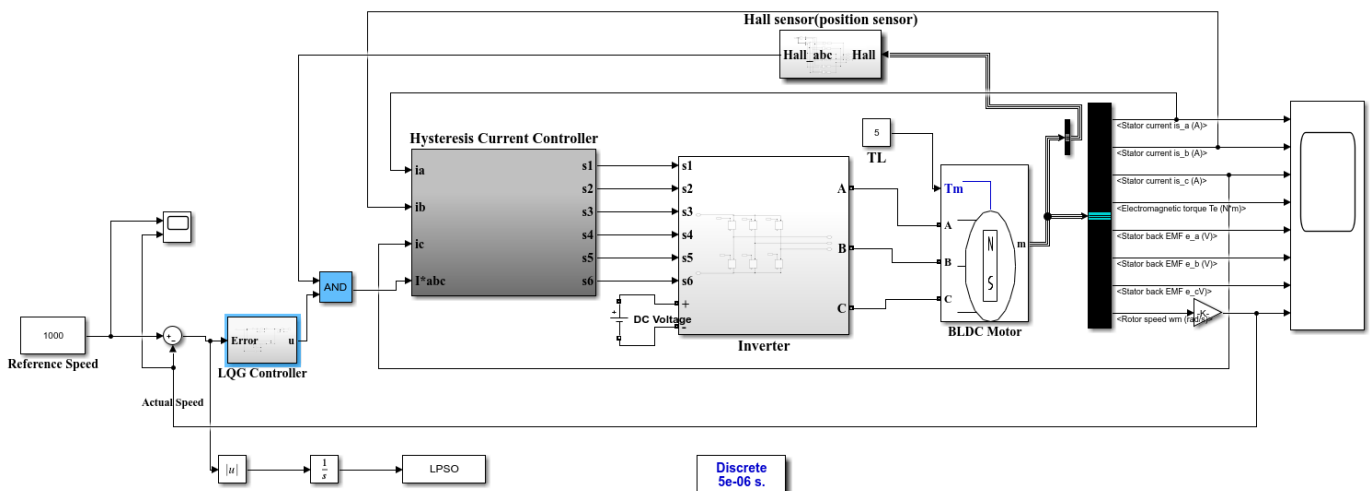 Hall sensor(position sensor)
Hall_abc
Hall
Hysteresis Current Controller
ia
ib
ic
I*abc
s1
s2
s3
s4
s5
s6
s1
s2
s3
s4
s5
s6
+
-
A
B
C
Inverter
+
DC Voltage
5
TL
Tm
A
B
C
N
S
m
BLDC Motor
<Stator current is_a (A)>
<Stator current is_b (A)>
<Stator current is_c (A)>
<Electromagnetic torque Te (N*m)>
<Stator back EMF e_a (V)>
<Stator back EMF e_b (V)>
<Stator back EMF e_cV)>
<Rotor speed wm (rad/s)>
-K-
AND
1000
Reference Speed
+
-
Error
u
LQG Controller
Actual Speed
|u|
1
s
LPSO
Discrete
5e-06 s.